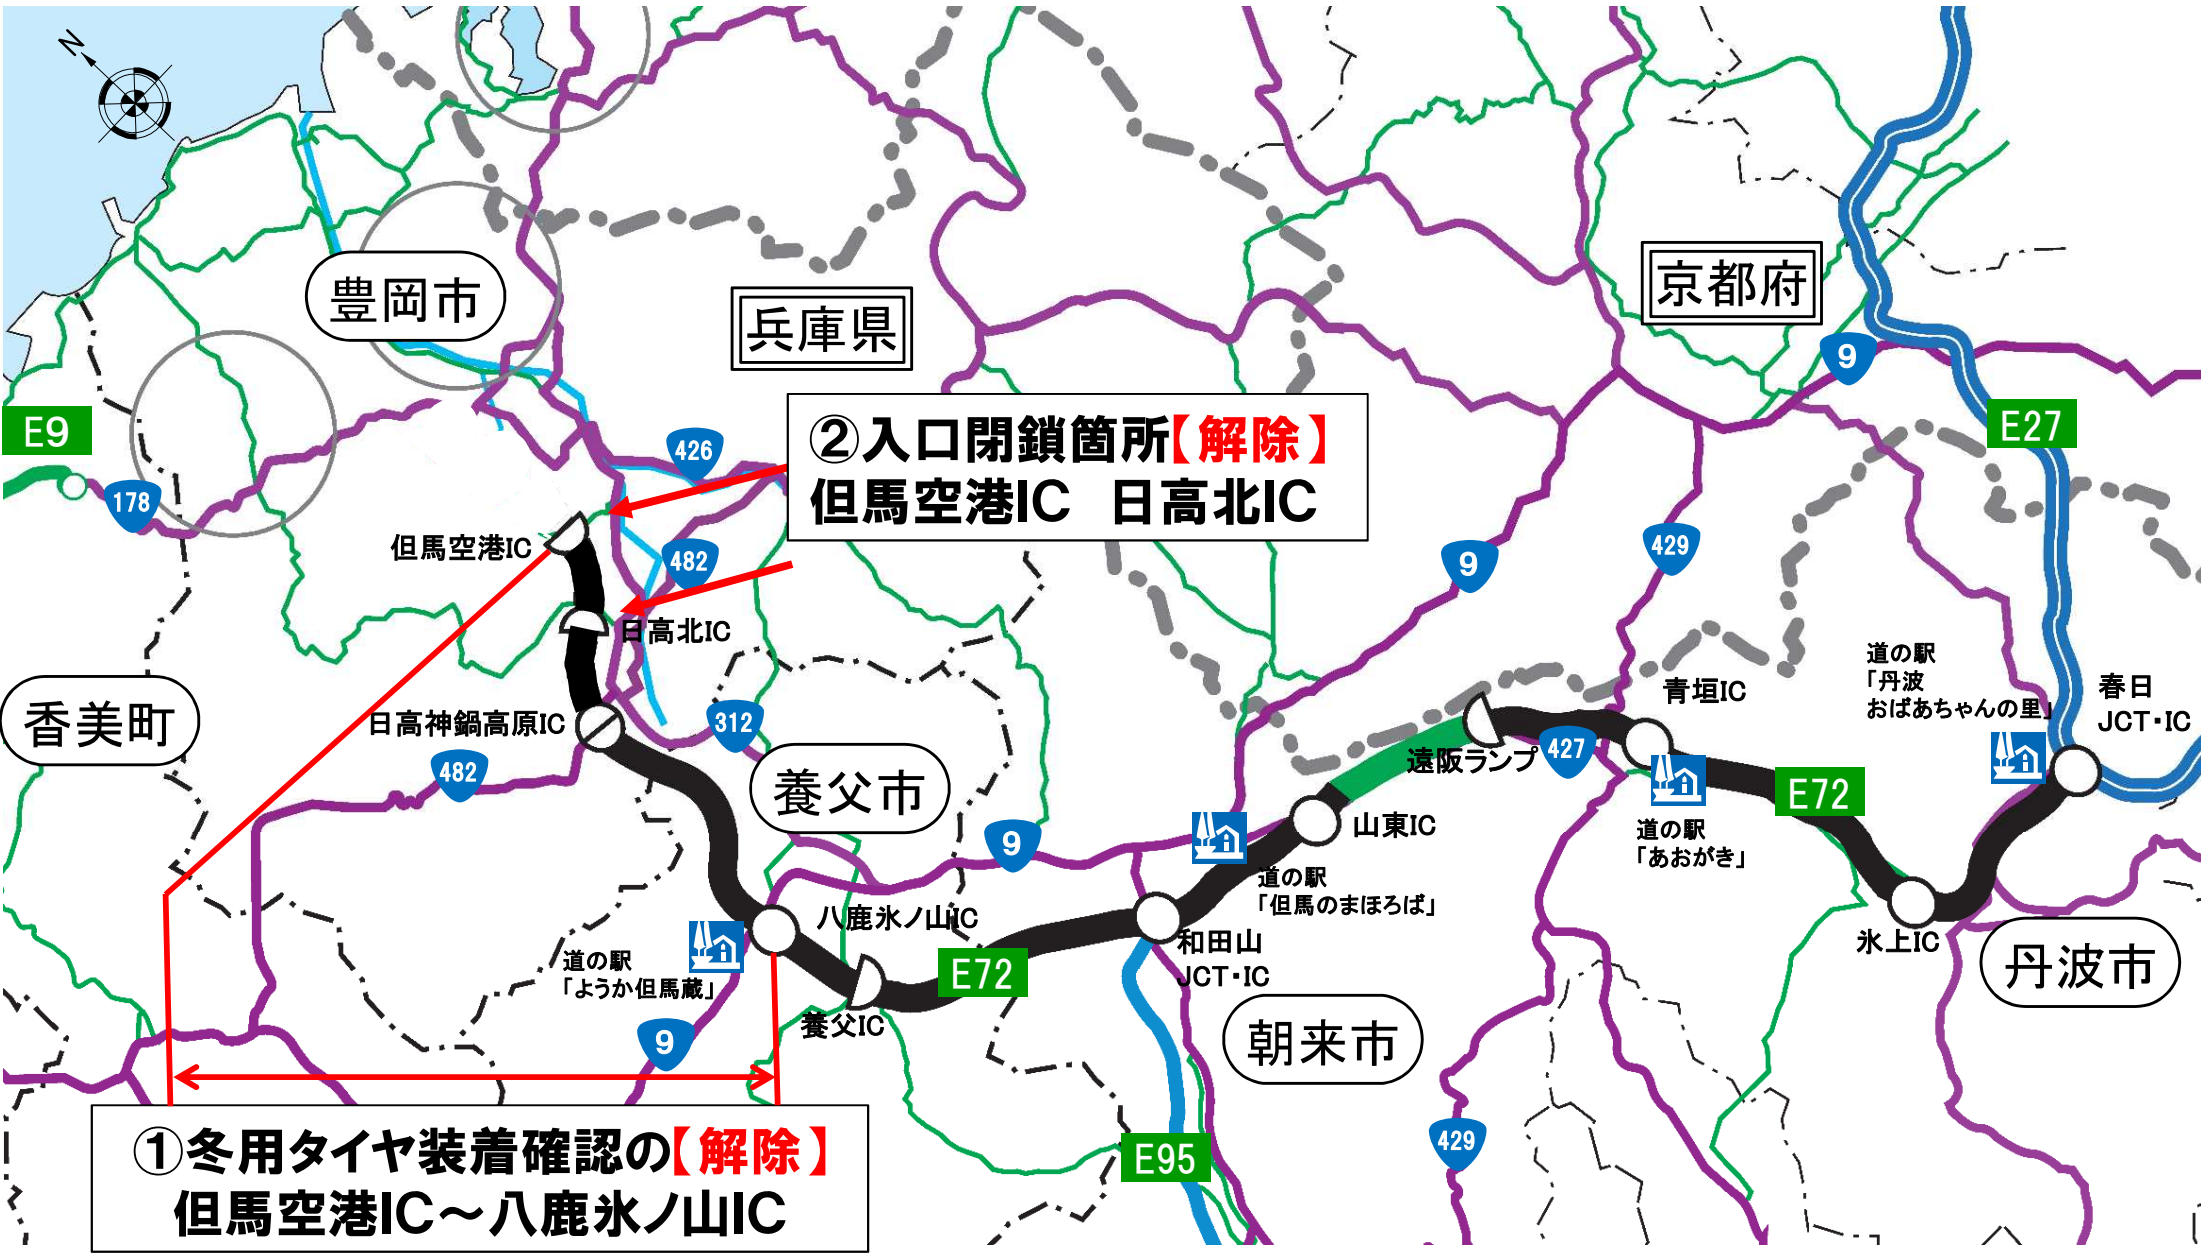 N
豊岡市
兵庫県
京都府
9
E9
178
426
②入口閉鎖箇所【解除】
但馬空港IC　日高北IC
E27
但馬空港IC
482
9
429
日高北IC
香美町
日高神鍋高原IC
482
312
養父市
遠阪ランプ
427
青垣IC
道の駅
「丹波
おばあちゃんの里」
春日
JCT・IC
E72
山東IC
道の駅
「あおがき」
9
道の駅
「但馬のまほろば」
八鹿氷ノ山IC
道の駅
「ようか但馬蔵」
E72
和田山
JCT・IC
氷上IC
丹波市
養父IC
9
朝来市
E95
429
①冬用タイヤ装着確認の【解除】
但馬空港IC～八鹿氷ノ山IC